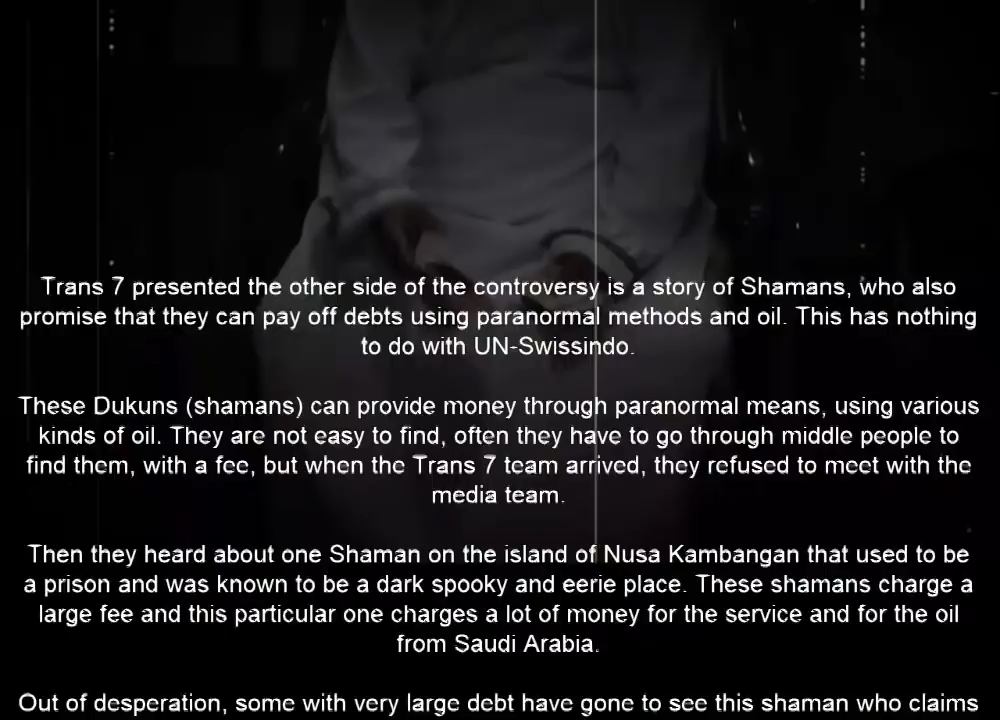 Trans 7 presented the other side of the controversy is a story of Shamans, who also
promise that they can pay off debts using paranormal methods and oil. This has nothing
to do with UN-Swissindo.
These Dukuns (shamans) can provide money through paranormal means, using various
kinds of oil. They are not easy to find, often they have to go through middle people to
find them, with a fee, but when the Trans 7 team arrived, they refused to meet with the
media team.
Then they heard about one Shaman on the island of Nusa Kambangan that used to be
a prison and was known to be a dark spooky and eerie place. These shamans charge a
large fee and this particular one charges a lot of money for the service and for the oil
from Saudi Arabia.
Out of desperation, some with very large debt have gone to see this shaman who claims